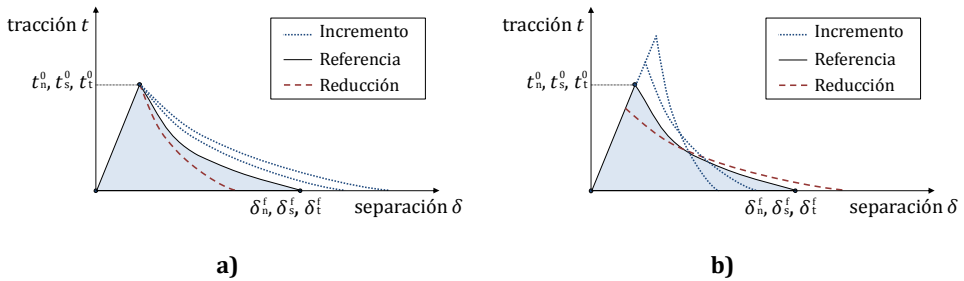 tracción t
Incremento
Referencia
Reducción
t⁰ₙ, t⁰ₛ, t⁰ₜ
δᶠₙ, δᶠₛ, δᶠₜ
separación δ
a)
tracción t
Incremento
Referencia
Reducción
t⁰ₙ, t⁰ₛ, t⁰ₜ
δᶠₙ, δᶠₛ, δᶠₜ
separación δ
b)